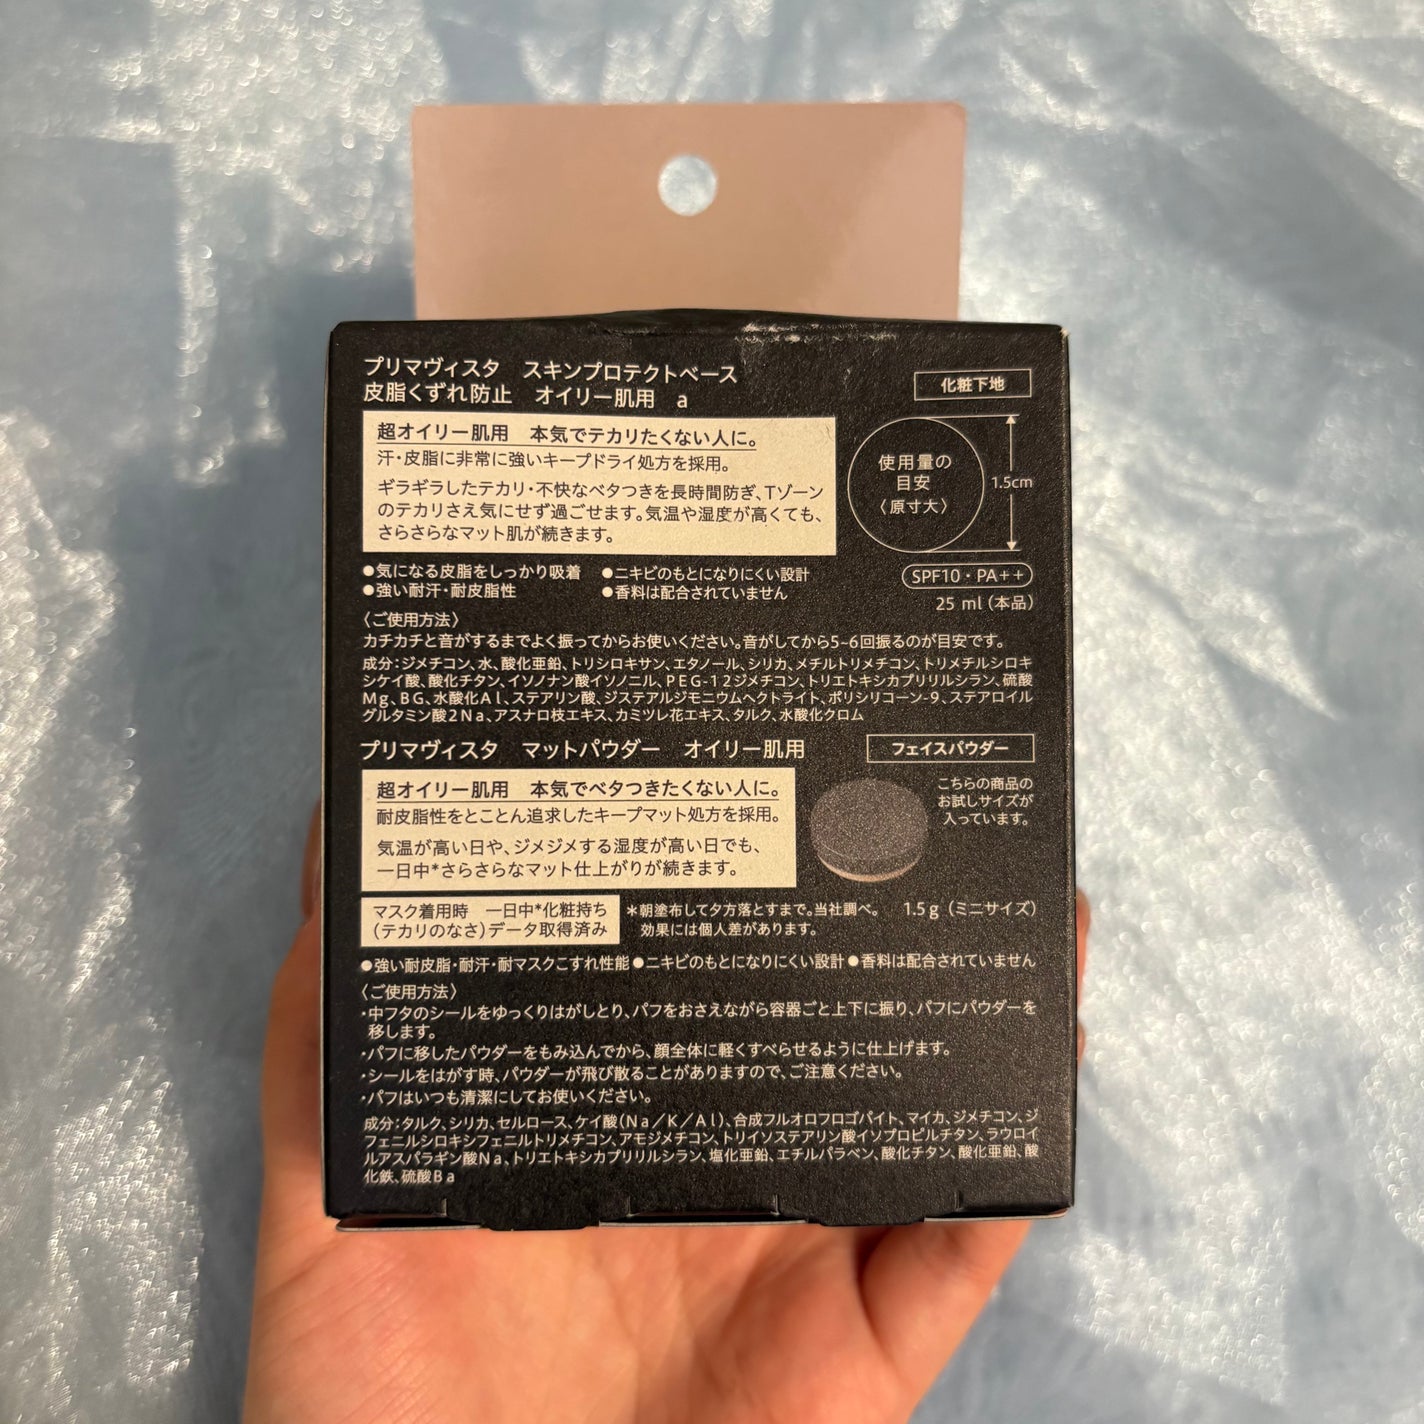 プリマヴィスタ　スキンプロテクトベース
皮脂くずれ防止　オイリー肌用　a
化粧下地
超オイリー肌用　本気でテカりたくない人に。
汗・皮脂に非常に強いキープドライ処方を採用。
ギラギラしたテカリ・不快なベタつきを長時間防ぎ、Tゾーン
のテカリさえ気にせず過ごせます。気温や湿度が高くても、
さらさらなマット肌が続きます。
使用量の
目安
〈原寸大〉
1.5cm
●気になる皮脂をしっかり吸着　●ニキビのもとになりにくい設計
●強い耐汗・耐皮脂性　●香料は配合されていません
SPF10・PA++
25 ml（本品）
〈ご使用方法〉
カチカチと音がするまでよく振ってからお使いください。音がしてから5-6回振るのが目安です。
成分：ジメチコン、水、酸化亜鉛、トリシロキサン、エタノール、シリカ、メチルトリメチコン、トリメチルシロキ
シケイ酸、酸化チタン、イソノナン酸イソノニル、PEG-12ジメチコン、トリエトキシカプリリルシラン、硫酸
Mg、BG、水酸化Al、ステアリン酸、ジステアルジモニウムヘクトライト、ポリシリコーン-9、ステアロイル
グルタミン酸2Na、アスナロ枝エキス、カミツレ花エキス、タルク、水酸化クロム
プリマヴィスタ　マットパウダー　オイリー肌用
フェイスパウダー
超オイリー肌用　本気でベタつきたくない人に。
耐皮脂性をとことん追求したキープマット処方を採用。
気温が高い日や、ジメジメする湿度が高い日でも、
一日中*さらさらなマット仕上がりが続きます。
こちらの商品の
お試しサイズが
入っています。
マスク着用時　一日中*化粧持ち
（テカリのなさ）データ取得済み
＊朝塗布して夕方落とすまで。当社調べ。
効果には個人差があります。
1.5g（ミニサイズ）
●強い耐皮脂・耐汗・耐マスクこすれ性能●ニキビのもとになりにくい設計●香料は配合されていません
〈ご使用方法〉
・中フタのシールをゆっくりはがしとり、パフをおさえながら容器ごと上下に振り、パフにパウダーを
移します。
・パフに移したパウダーをもみ込んでから、顔全体に軽くすべらせるように仕上げます。
・シールをはがす時、パウダーが飛び散ることがありますので、ご注意ください。
・パフはいつも清潔にしてお使いください。
成分：タルク、シリカ、セルロース、ケイ酸（Na／K／Al）、合成フルオロフロゴパイト、マイカ、ジメチコン、ジ
フェニルシロキシフェニルトリメチコン、アモジメチコン、トリイソステアリン酸イソプロピルチタン、ラウロイ
ルアスパラギン酸Na、トリエトキシカプリリルシラン、塩化亜鉛、エチルパラベン、酸化チタン、酸化亜鉛、酸
化鉄、硫酸Ba